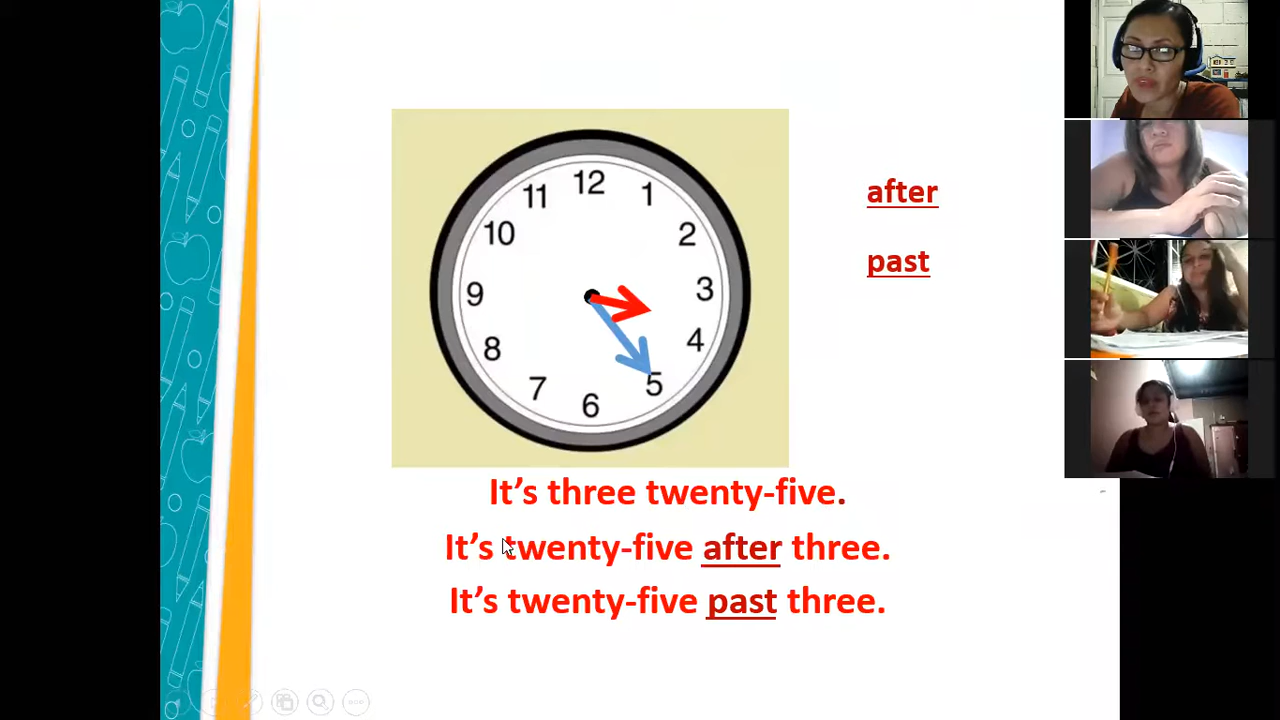 12
11
1
10
2
9
3
8
4
7
5
6
after
past
It's three twenty-five.
It's twenty-five after three.
It's twenty-five past three.